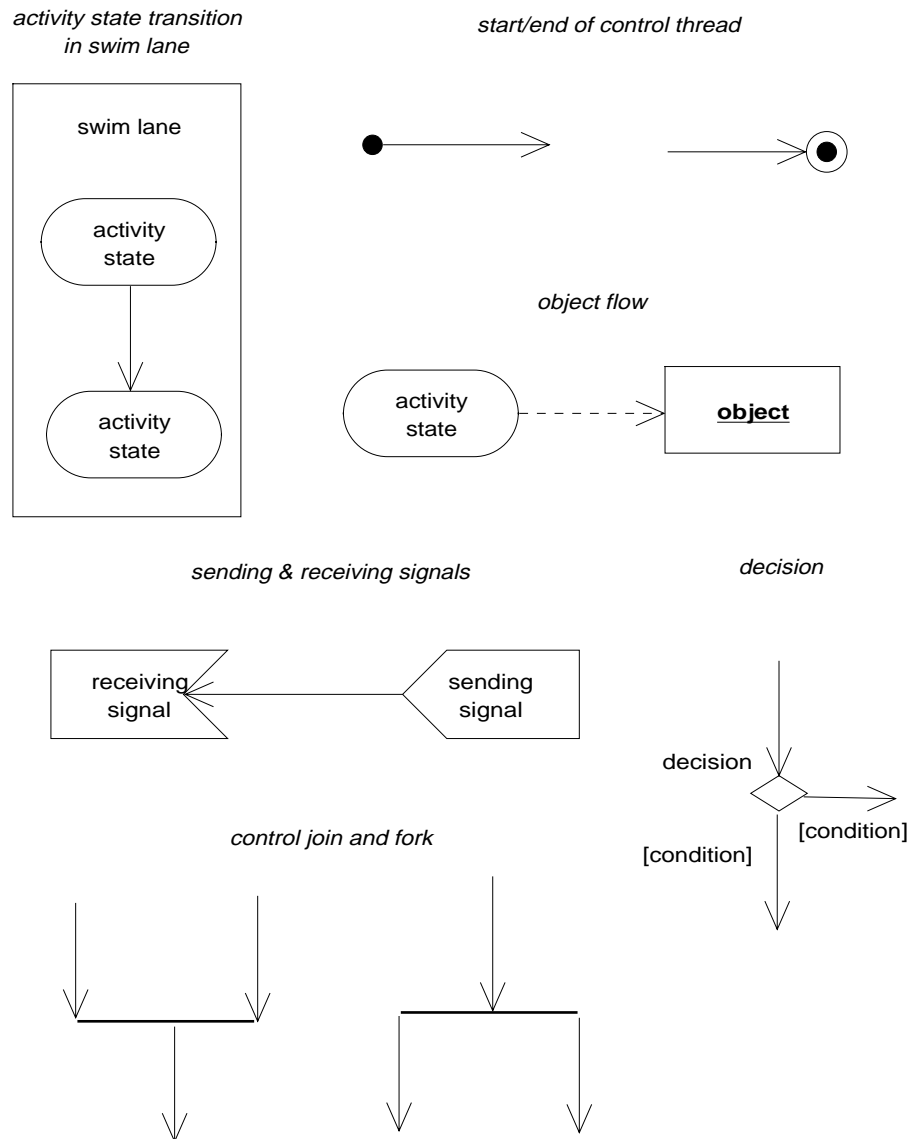 activity state transition
in swim lane
start/end of control thread
swim lane
activity
state
activity
state
object flow
activity
state
object
sending & receiving signals
decision
receiving
signal
sending
signal
decision
[condition]
[condition]
control join and fork